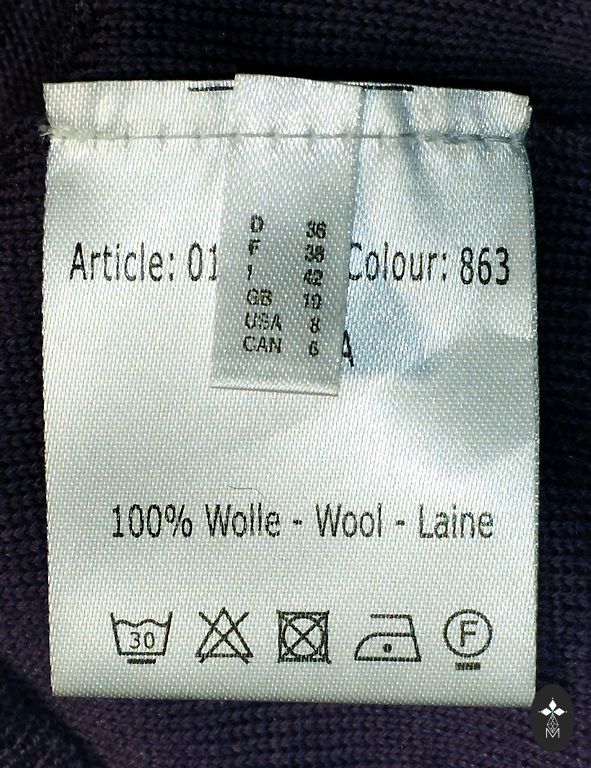 D 36
F 38
I 42
GB 10
USA 8
CAN 6
Article: 01 Colour: 863
A
100% Wolle - Wool - Laine
30 F
M